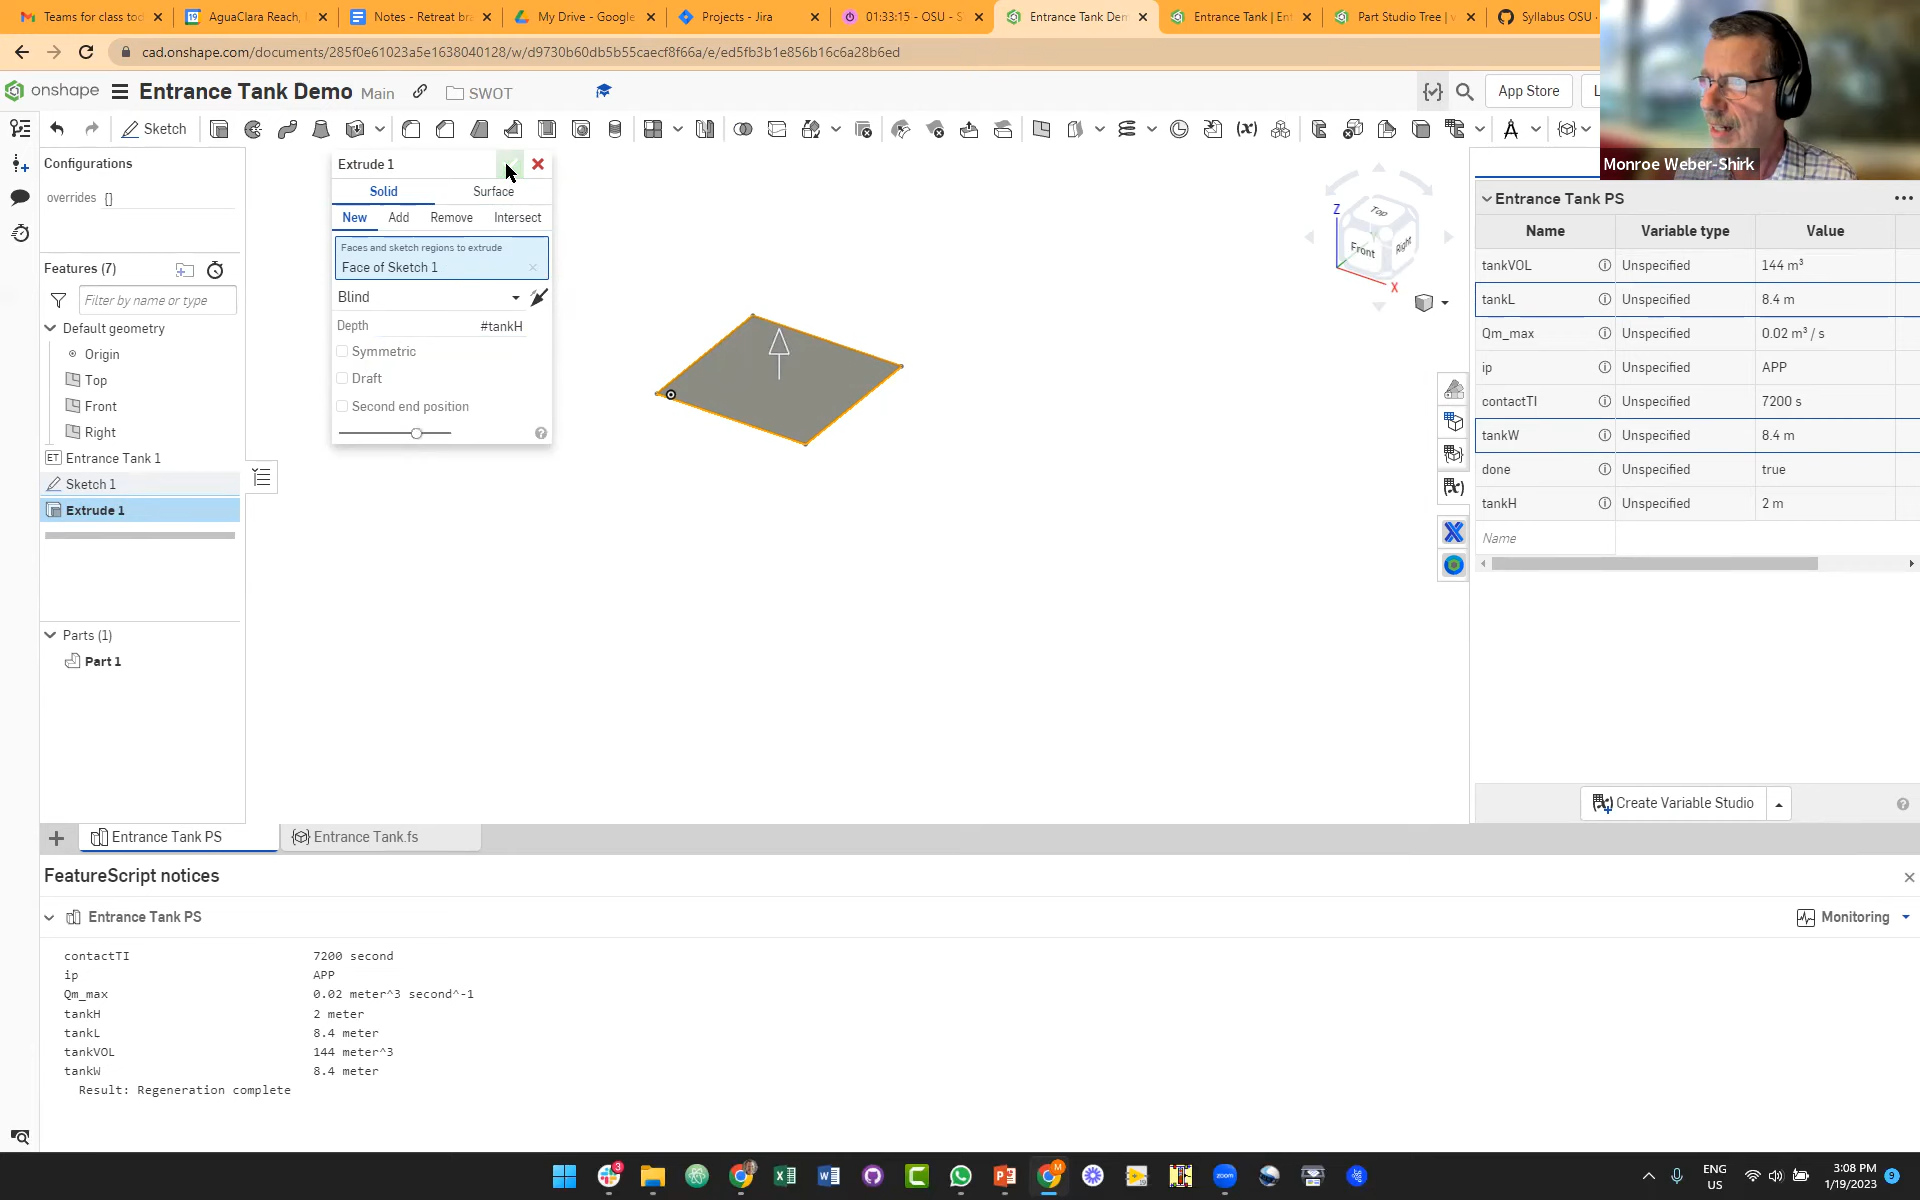 Teams for class tod
AguaClara Reach,
Notes - Retreat br
My Drive - Google
Projects - Jira
01:33:15 - OSU - S
Entrance Tank Dem
Entrance Tank | Ent
Part Studio Tree | v
Syllabus OSU
cad.onshape.com/documents/285f0e61023a5e1638040128/w/d9730b60db5b55caecf8f66a/e/ed5fb3b1e856b16c6a28b6ed
onshape
Entrance Tank Demo
Main
SWOT
App Store
Sketch
Monroe Weber-Shirk
Configurations
overrides {}
Features (7)
Filter by name or type
Default geometry
Origin
Top
Front
Right
ET Entrance Tank 1
Sketch 1
Extrude 1
Parts (1)
Part 1
Extrude 1
Solid Surface
New Add Remove Intersect
Faces and sketch regions to extrude
Face of Sketch 1
Blind
Depth #tankH
Symmetric
Draft
Second end position
Z
Top
Front
Right
X
Entrance Tank PS
Name Variable type Value
tankVOL Unspecified 144 m³
tankL Unspecified 8.4 m
Qm_max Unspecified 0.02 m³ / s
ip Unspecified APP
contactTI Unspecified 7200 s
tankW Unspecified 8.4 m
done Unspecified true
tankH Unspecified 2 m
Name
Create Variable Studio
Entrance Tank PS
Entrance Tank.fs
FeatureScript notices
Entrance Tank PS
Monitoring
contactTI 7200 second
ip APP
Qm_max 0.02 meter^3 second^-1
tankH 2 meter
tankL 8.4 meter
tankVOL 144 meter^3
tankW 8.4 meter
Result: Regeneration complete
ENG
US
3:08 PM
1/19/2023